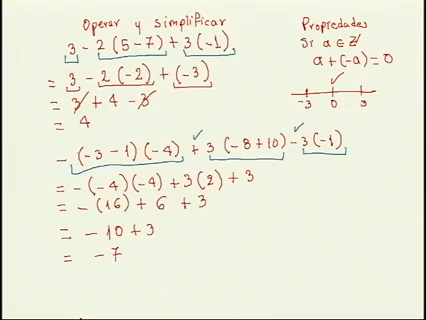 Operar y simplificar
3 - 2 (5 - 7) + 3 (-1)
= 3 - 2 (-2) + (-3)
= 3 + 4 - 3
= 4
- (-3 - 1) (-4) + 3 (-8 + 10) - 3 (-1)
= - (-4) (-4) + 3 (2) + 3
= - (16) + 6 + 3
= - 10 + 3
= - 7
Propiedades
Si a ∈ Z
a + (-a) = 0
-3 0 3